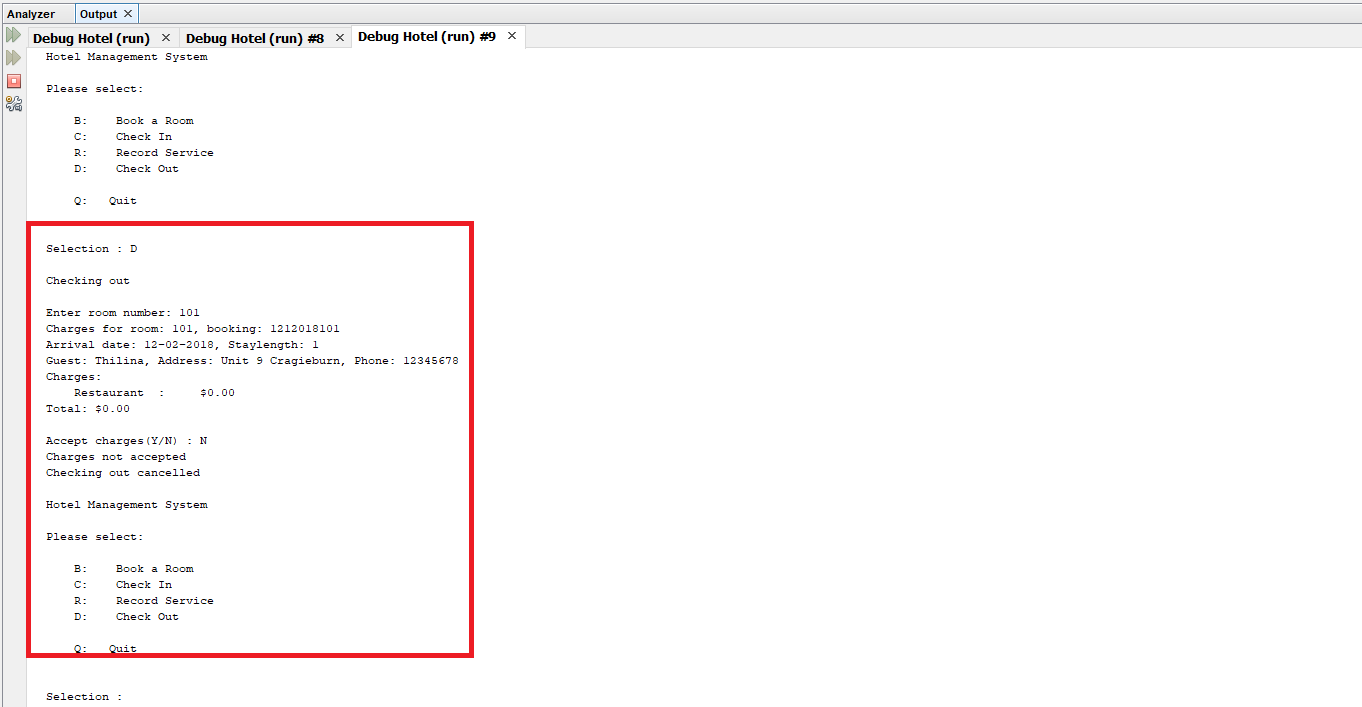 Analyzer Output
Debug Hotel (run) Debug Hotel (run) #8 Debug Hotel (run) #9
Hotel Management System
Please select:
B: Book a Room
C: Check In
R: Record Service
D: Check Out
Q: Quit
Selection : D
Checking out
Enter room number: 101
Charges for room: 101, booking: 1212018101
Arrival date: 12-02-2018, Staylength: 1
Guest: Thilina, Address: Unit 9 Cragieburn, Phone: 12345678
Charges:
Restaurant : $0.00
Total: $0.00
Accept charges(Y/N) : N
Charges not accepted
Checking out cancelled
Hotel Management System
Please select:
B: Book a Room
C: Check In
R: Record Service
D: Check Out
Q: Quit
Selection :